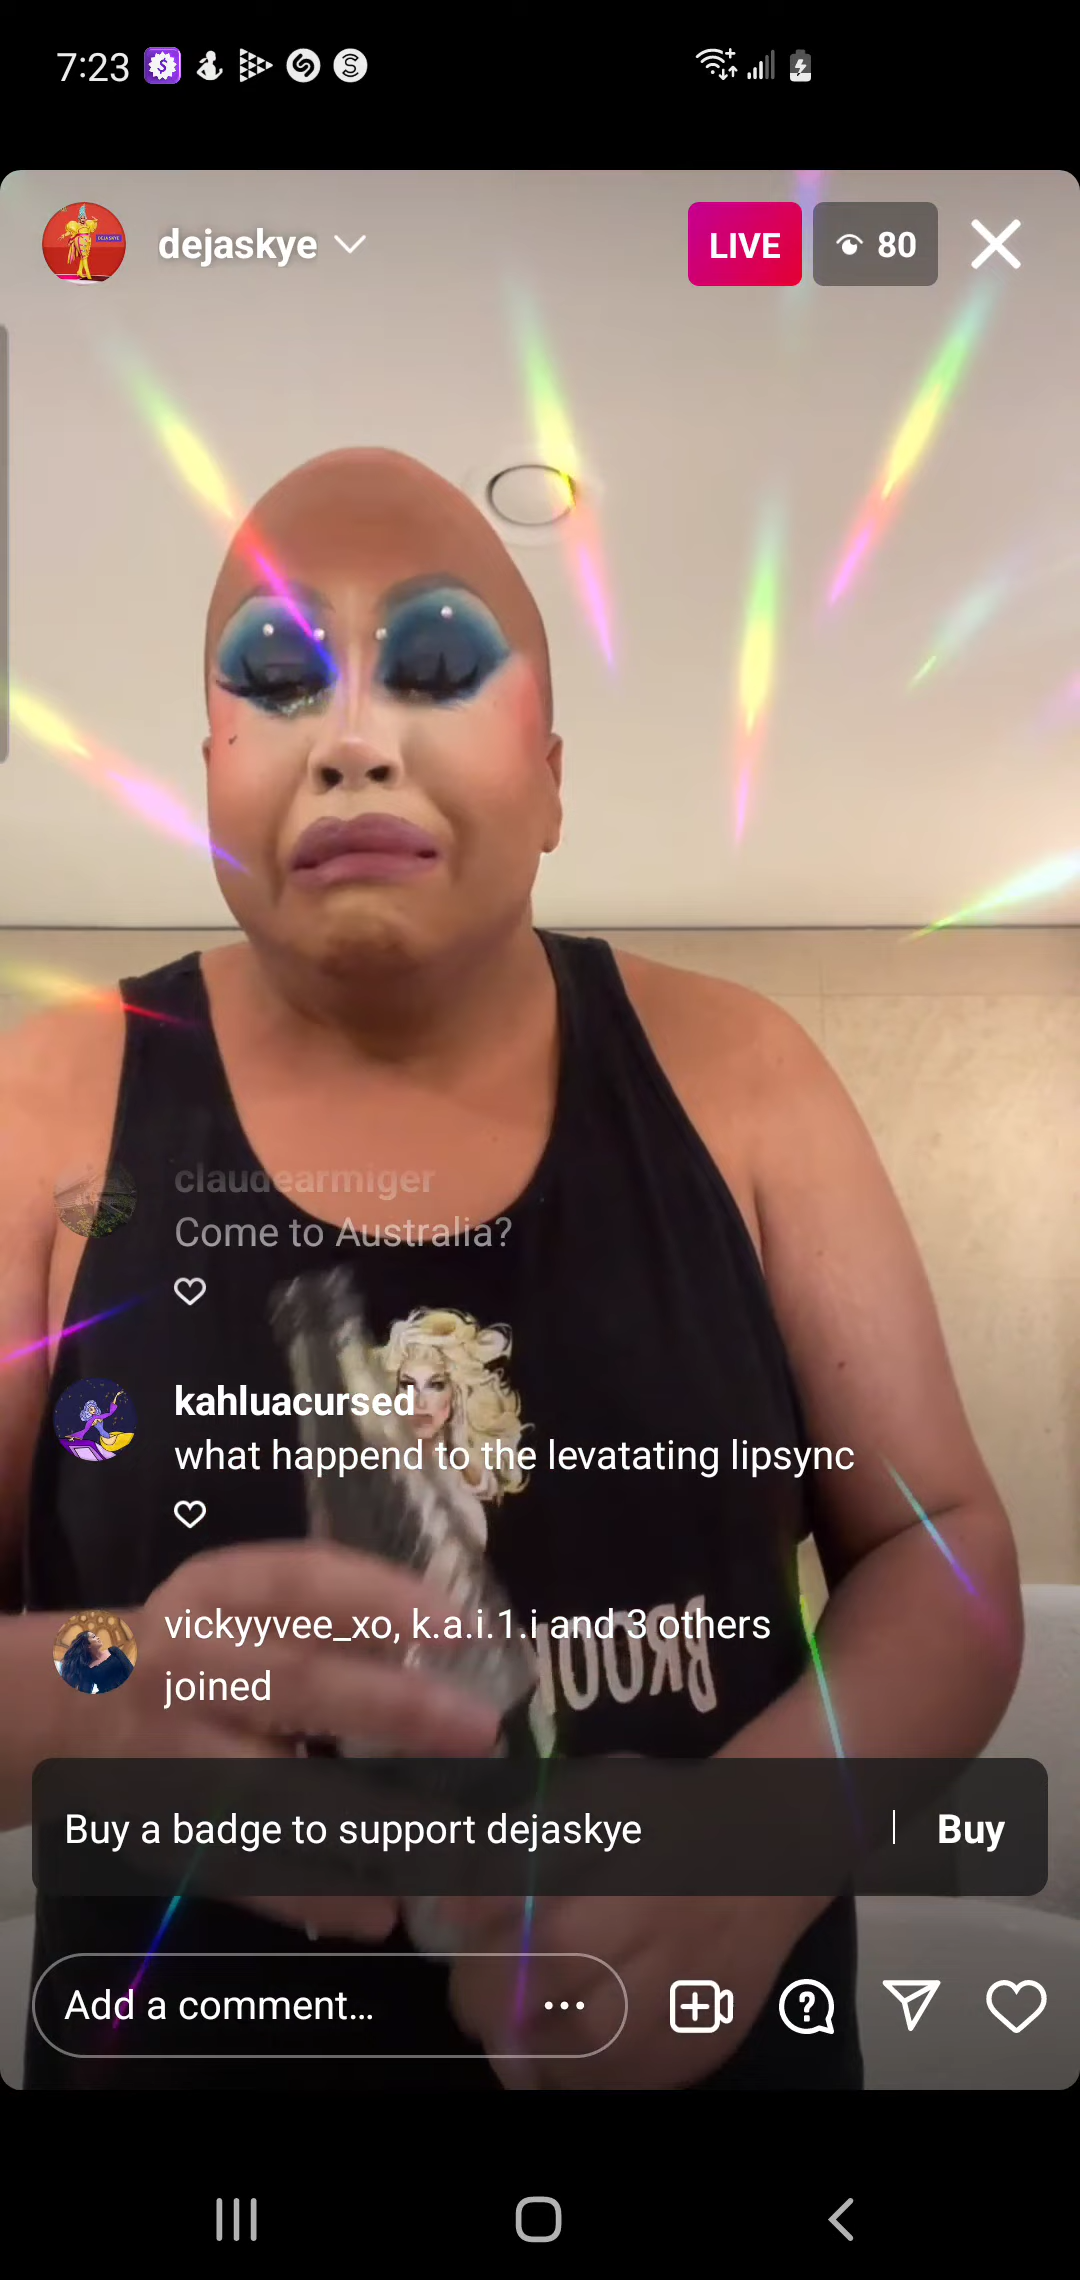 7:23
dejaskye
LIVE
80
claudearmiger
Come to Australia?
kahluacursed
what happend to the levatating lipsync
vickyyvee_xo, k.a.i.1.i and 3 others
joined
Buy a badge to support dejaskye
Buy
Add a comment...